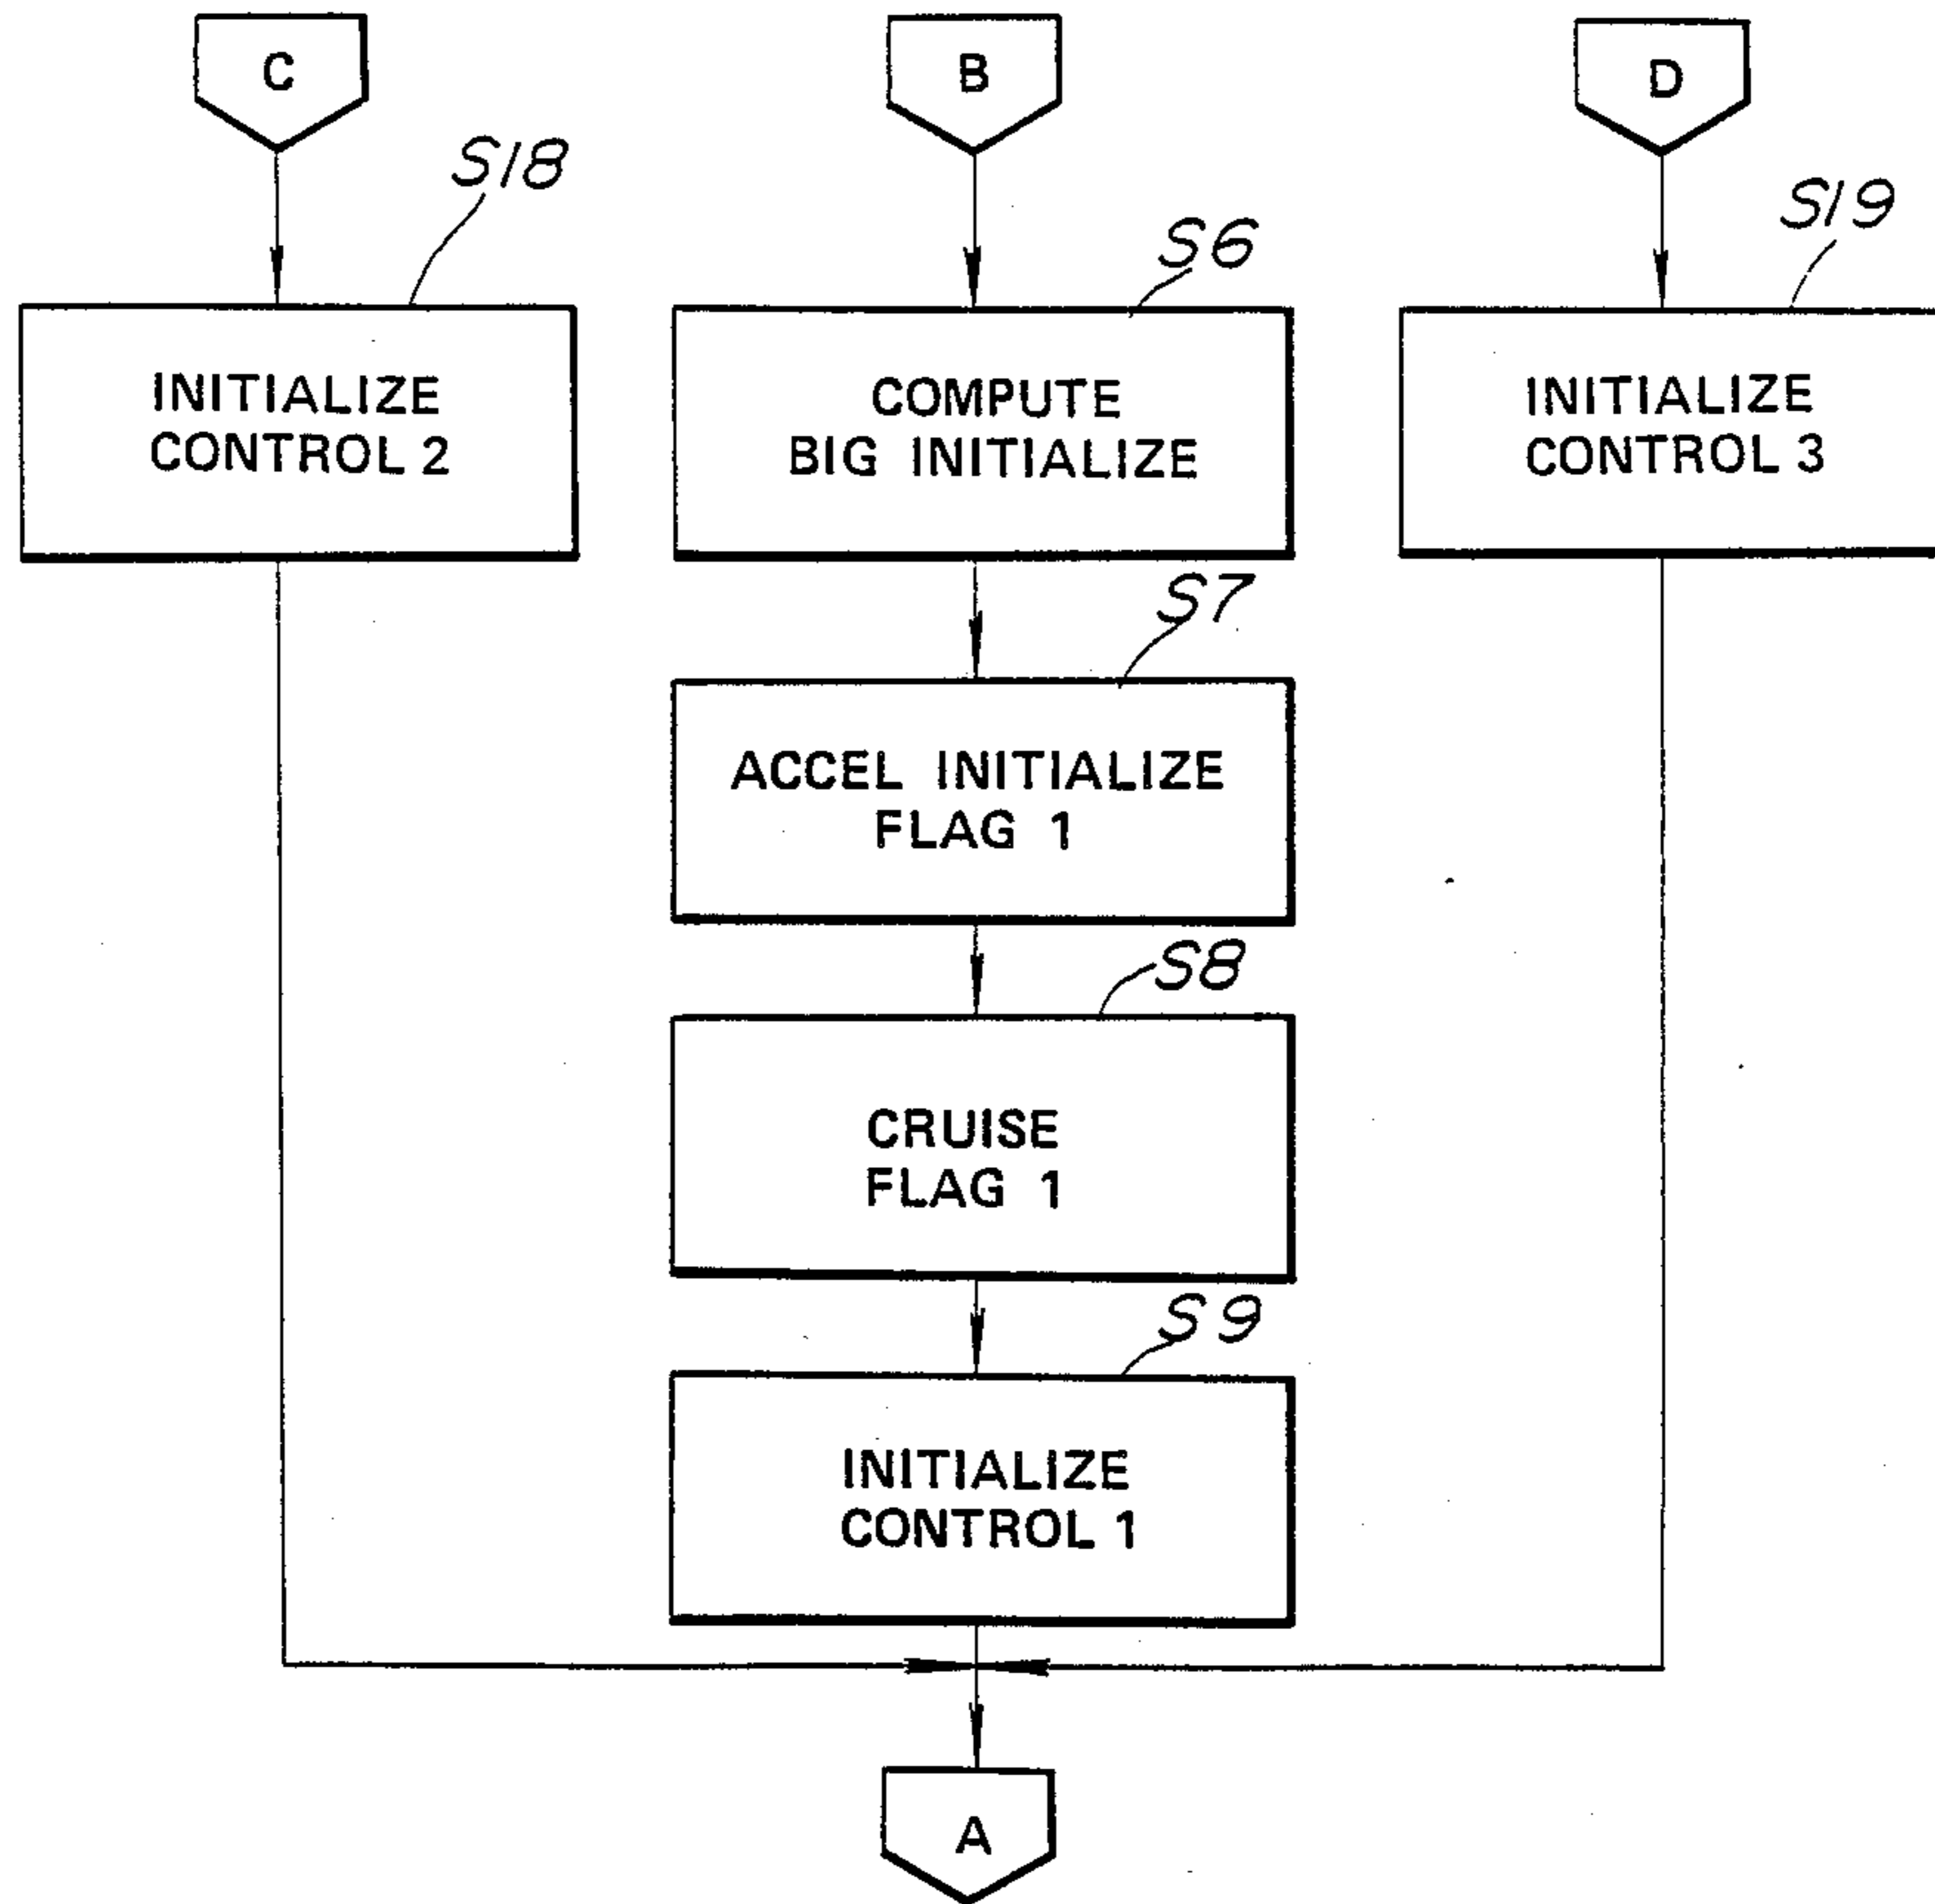 C
B
D
S18
S6
S19
INITIALIZE
CONTROL 2
COMPUTE
BIG INITIALIZE
INITIALIZE
CONTROL 3
S7
ACCEL INITIALIZE
FLAG 1
S8
CRUISE
FLAG 1
S9
INITIALIZE
CONTROL 1
A